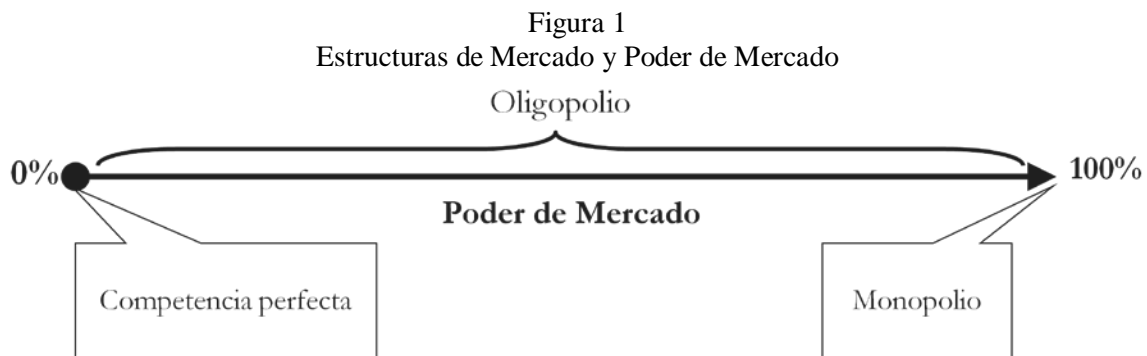 Figura 1
Estructuras de Mercado y Poder de Mercado
Oligopolio
0%
100%
Poder de Mercado
Competencia perfecta
Monopolio